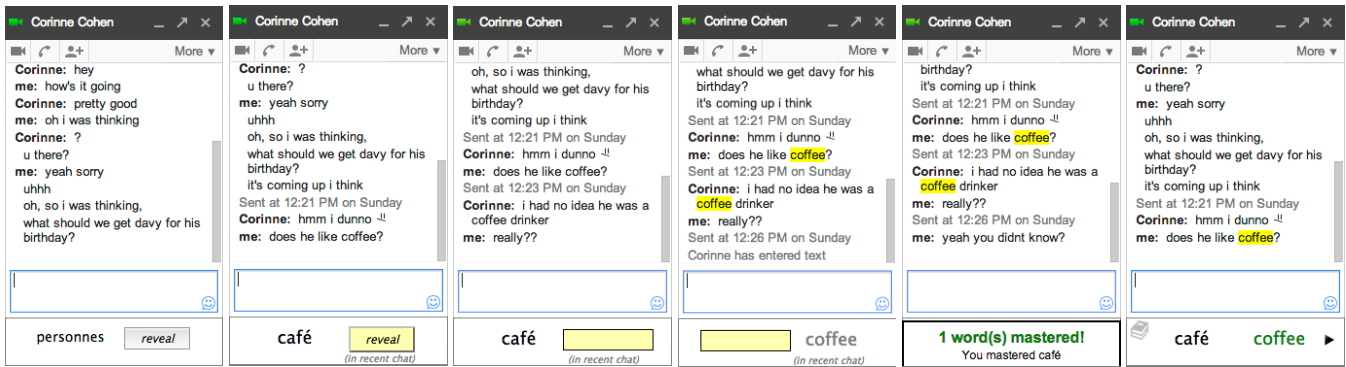 Corinne Cohen
More ▼
Corinne: hey
me: how's it going
Corinne: pretty good
me: oh i was thinking
Corinne: ?
u there?
me: yeah sorry
uhhh
oh, so i was thinking,
what should we get davy for his
birthday?
personnes reveal
Corinne Cohen
More ▼
Corinne: ?
u there?
me: yeah sorry
uhhh
oh, so i was thinking,
what should we get davy for his
birthday?
it's coming up i think
Sent at 12:21 PM on Sunday
Corinne: hmm i dunno
me: does he like coffee?
café reveal
(in recent chat)
Corinne Cohen
More ▼
oh, so i was thinking,
what should we get davy for his
birthday?
it's coming up i think
Sent at 12:21 PM on Sunday
Corinne: hmm i dunno
me: does he like coffee?
Sent at 12:23 PM on Sunday
Corinne: i had no idea he was a
coffee drinker
me: really??
café
(in recent chat)
Corinne Cohen
More ▼
what should we get davy for his
birthday?
it's coming up i think
Sent at 12:21 PM on Sunday
Corinne: hmm i dunno
me: does he like coffee?
Sent at 12:23 PM on Sunday
Corinne: i had no idea he was a
coffee drinker
me: really??
Sent at 12:26 PM on Sunday
Corinne has entered text
coffee
(in recent chat)
Corinne Cohen
More ▼
birthday?
it's coming up i think
Sent at 12:21 PM on Sunday
Corinne: hmm i dunno
me: does he like coffee?
Sent at 12:23 PM on Sunday
Corinne: i had no idea he was a
coffee drinker
me: really??
Sent at 12:26 PM on Sunday
me: yeah you didnt know?
1 word(s) mastered!
You mastered café
Corinne Cohen
More ▼
Corinne: ?
u there?
me: yeah sorry
uhhh
oh, so i was thinking,
what should we get davy for his
birthday?
it's coming up i think
Sent at 12:21 PM on Sunday
Corinne: hmm i dunno
me: does he like coffee?
café coffee